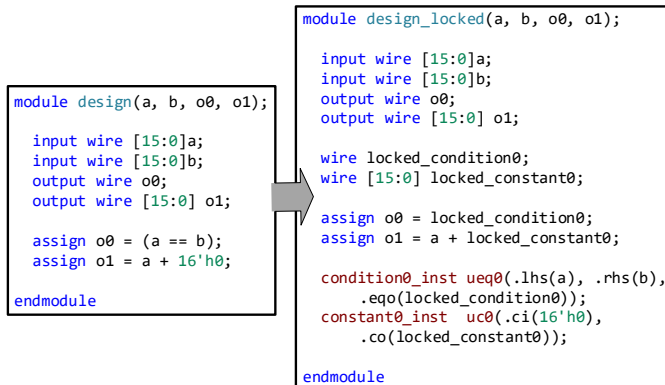 module design(a, b, o0, o1);
input wire [15:0]a;
input wire [15:0]b;
output wire o0;
output wire [15:0] o1;
assign o0 = (a == b);
assign o1 = a + 16'h0;
endmodule
module design_locked(a, b, o0, o1);
input wire [15:0]a;
input wire [15:0]b;
output wire o0;
output wire [15:0] o1;
wire locked_condition0;
wire [15:0] locked_constant0;
assign o0 = locked_condition0;
assign o1 = a + locked_constant0;
condition0_inst ueq0(.lhs(a), .rhs(b),
.eqo(locked_condition0));
constant0_inst  uc0(.ci(16'h0),
.co(locked_constant0));
endmodule